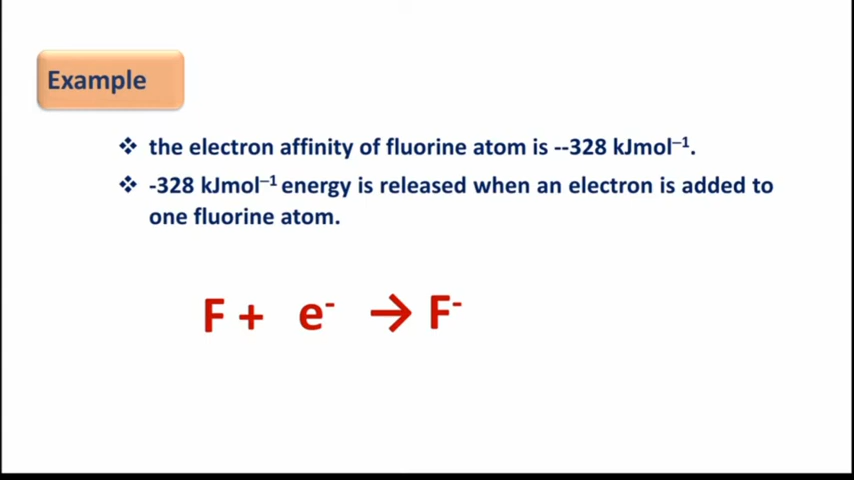 Example
❖ the electron affinity of fluorine atom is --328 kJmol⁻¹.
❖ -328 kJmol⁻¹ energy is released when an electron is added to
one fluorine atom.
F + e⁻ → F⁻